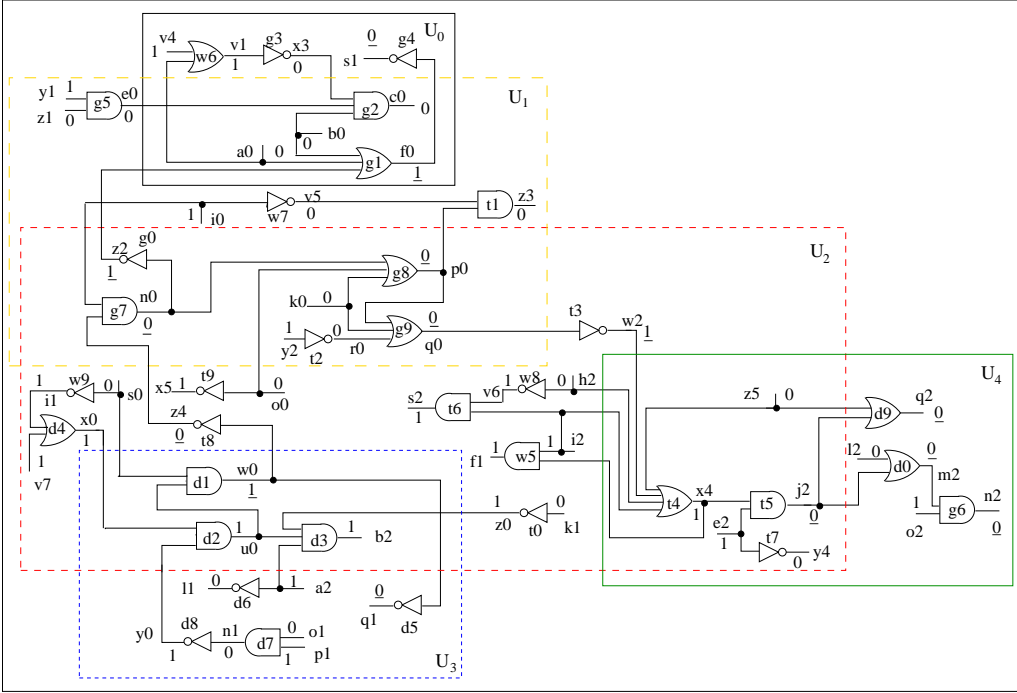 v4
1
w6
v1
1
g3
x3
0
0
s1
g4
U0
y1
1
z1
0
g5
e0
0
g2
c0
0
b0
0
a0
0
g1
f0
1
U1
1
i0
w7
v5
0
t1
z3
0
z2
1
g0
g7
n0
0
g8
0
p0
k0
0
1
y2
t2
0
r0
g9
0
q0
t3
w2
1
U2
1
i1
w9
s0
0
x5
1
t9
0
o0
z4
0
t8
d4
x0
1
1
v7
s2
1
t6
v6
1
w8
0
h2
f1
1
w5
1
i2
z5
0
U4
d9
q2
0
l2
0
d0
0
m2
1
o2
g6
n2
0
t4
x4
1
t5
j2
0
e2
1
t7
0
y4
d1
w0
1
d2
1
u0
d3
1
b2
z0
0
t0
0
k1
l1
0
d6
1
a2
0
q1
d5
y0
1
d8
n1
0
d7
0
o1
1
p1
U3